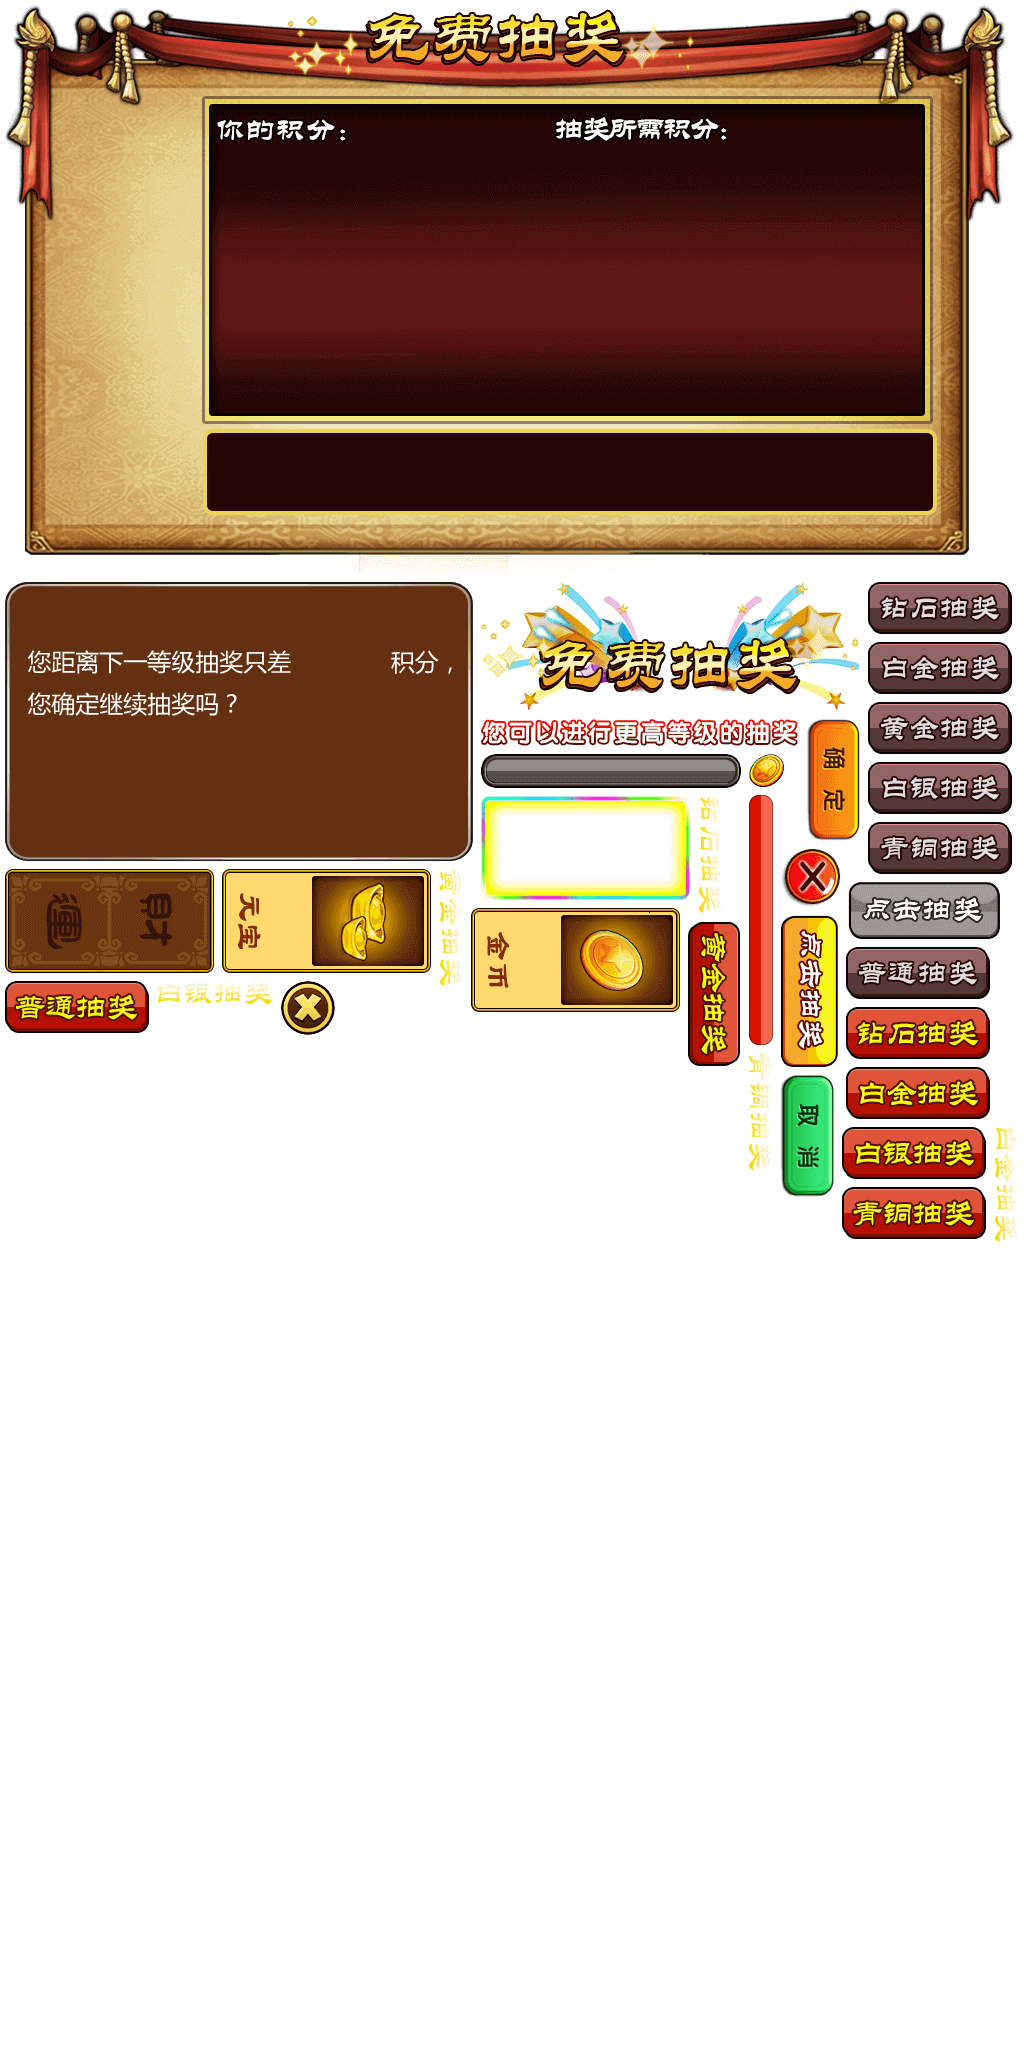 免费抽奖
你的积分：
抽奖所需积分：
您距离下一等级抽奖只差 积分，
您确定继续抽奖吗？
免费抽奖
您可以进行更高等级的抽奖
确定
钻石抽奖
白金抽奖
黄金抽奖
白银抽奖
青铜抽奖
点击抽奖
普通抽奖
钻石抽奖
白金抽奖
白银抽奖
青铜抽奖
钻石抽奖
黄金抽奖
财運
元宝
金币
黄金抽奖
点击抽奖
普通抽奖
白银抽奖
青铜抽奖
取消
白金抽奖